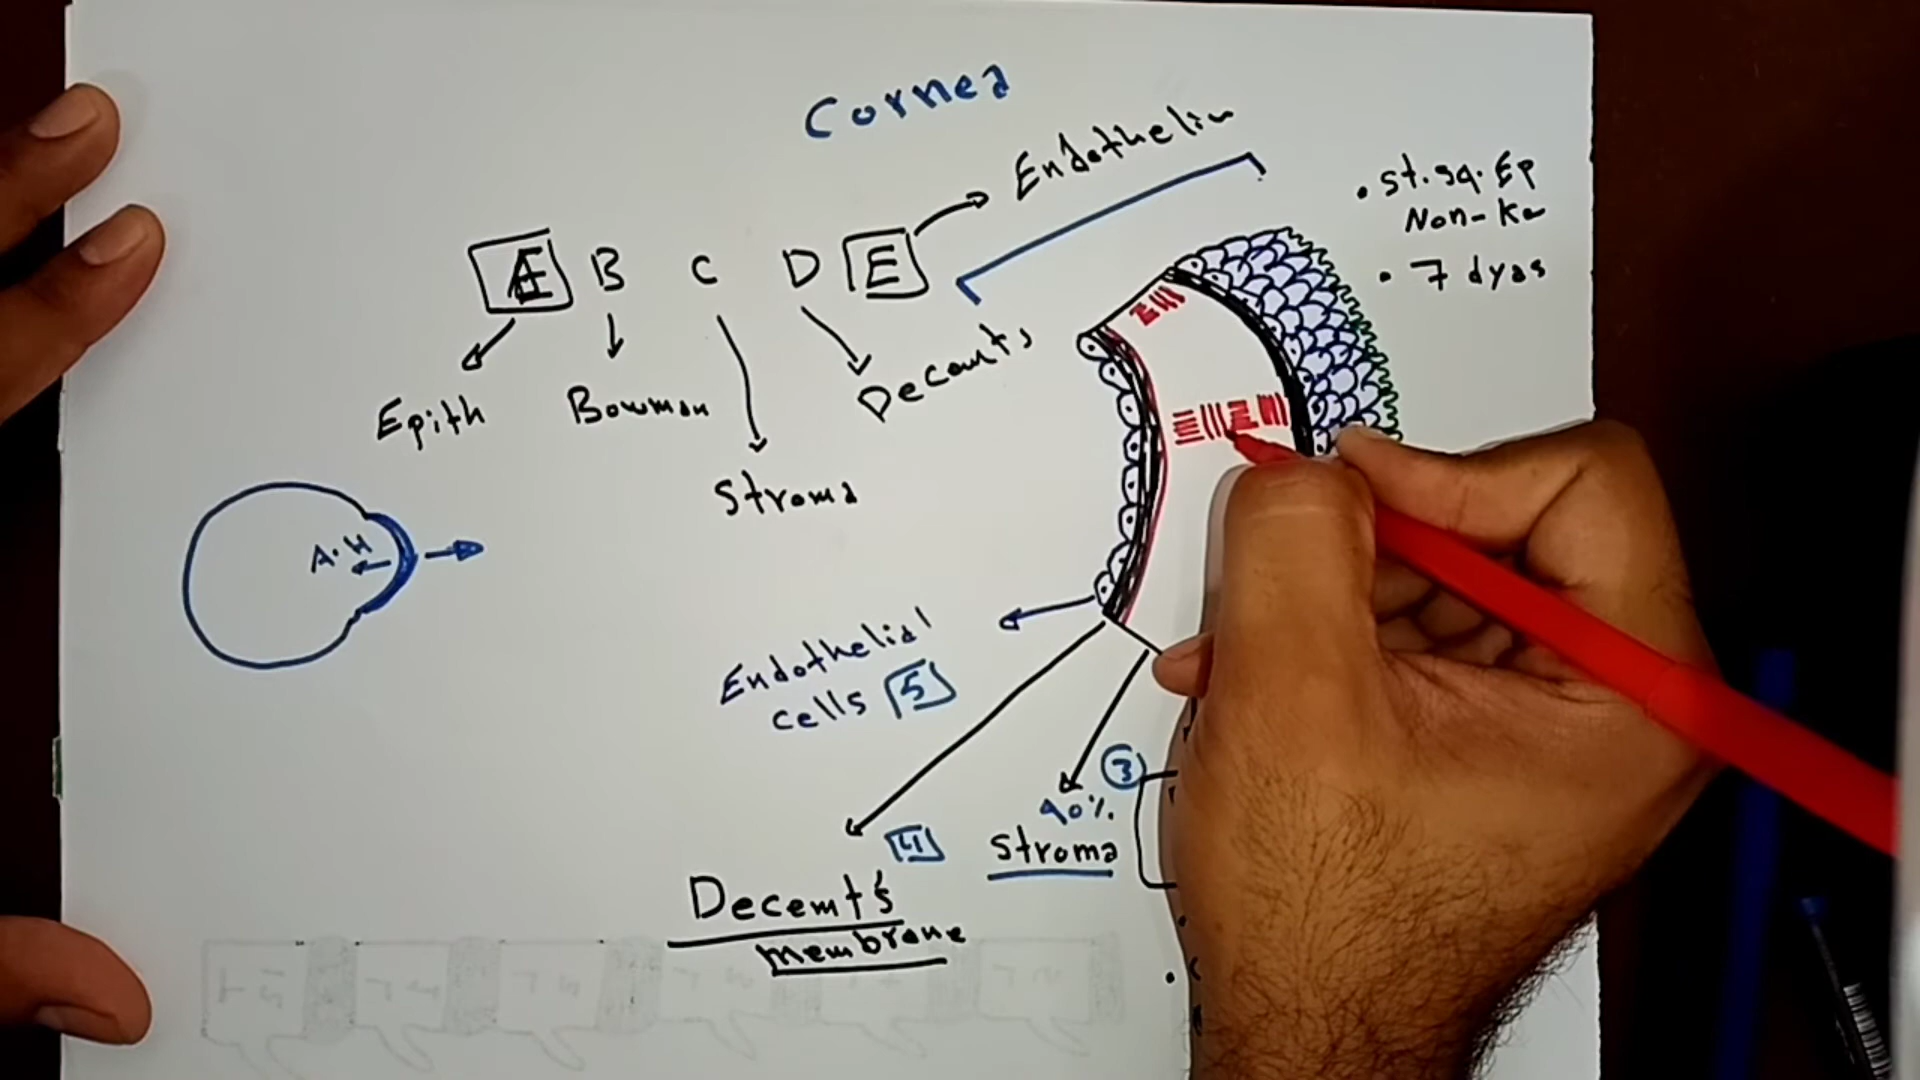 Cornea
Endotheliu
A B C D E
Epith
Bowman
Stroma
Decemts
• st.sq.Ep
Non-Ke
• 7 dyas
A.H
Endothelial
cells 5
3
90%
Stroma
4
Decemt's
membrane